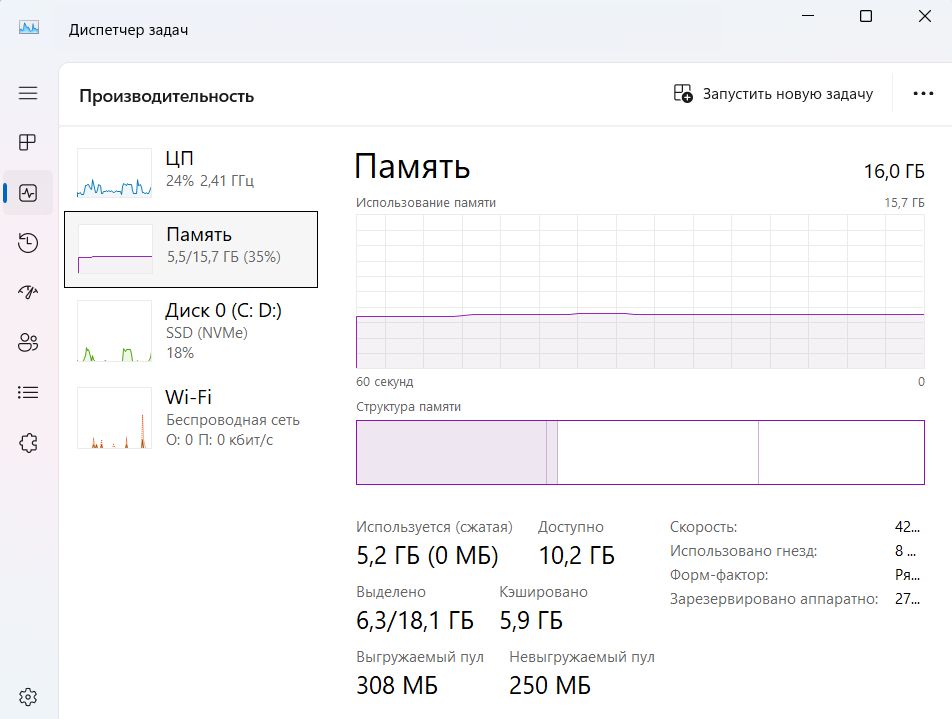 Диспетчер задач
Производительность
Запустить новую задачу
ЦП
24% 2,41 ГГц
Память
5,5/15,7 ГБ (35%)
Диск 0 (C: D:)
SSD (NVMe)
18%
Wi-Fi
Беспроводная сеть
О: 0 П: 0 кбит/с
Память
16,0 ГБ
Использование памяти
15,7 ГБ
60 секунд
0
Структура памяти
Используется (сжатая)
5,2 ГБ (0 МБ)
Доступно
10,2 ГБ
Выделено
6,3/18,1 ГБ
Кэшировано
5,9 ГБ
Выгружаемый пул
308 МБ
Невыгружаемый пул
250 МБ
Скорость: 42...
Использовано гнезд: 8 ...
Форм-фактор: Ря...
Зарезервировано аппаратно: 27...